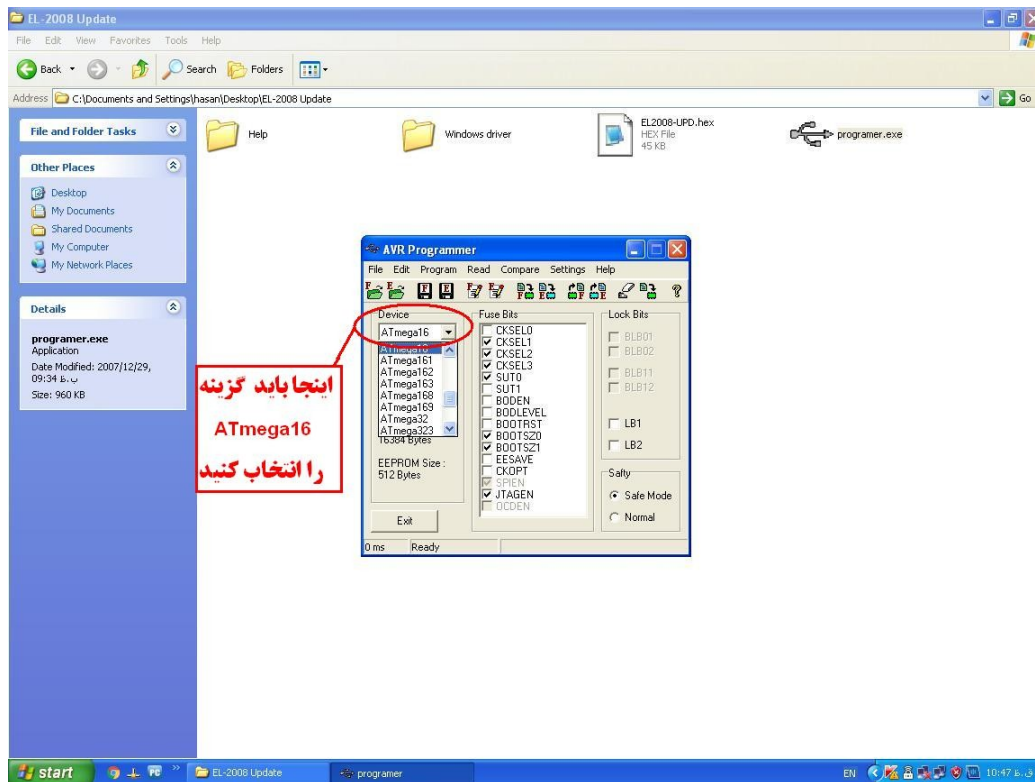 EL-2008 Update
File Edit View Favorites Tools Help
Back Search Folders
Address C:\Documents and Settings\hasan\Desktop\EL-2008 Update Go
File and Folder Tasks
Other Places
Desktop
My Documents
Shared Documents
My Computer
My Network Places
Details
programer.exe
Application
Date Modified: 2007/12/29,
09:34 ب.ظ
Size: 960 KB
Help
Windows driver
EL2008-UPD.hex
HEX File
45 KB
programer.exe
AVR Programmer
File Edit Program Read Compare Settings Help
Device
ATmega16
ATmega16
ATmega161
ATmega162
ATmega163
ATmega168
ATmega169
ATmega32
ATmega323
16384 Bytes
EEPROM Size :
512 Bytes
Exit
Fuse Bits
CKSEL0
CKSEL1
CKSEL2
CKSEL3
SUT0
SUT1
BODEN
BODLEVEL
BOOTRST
BOOTSZ0
BOOTSZ1
EESAVE
CKOPT
SPIEN
JTAGEN
OCDEN
Lock Bits
BLB01
BLB02
BLB11
BLB12
LB1
LB2
Safty
Safe Mode
Normal
0 ms Ready
اینجا باید گزینه
ATmega16
را انتخاب کنید
start EL-2008 Update programer EN 10:47 ق.ظ